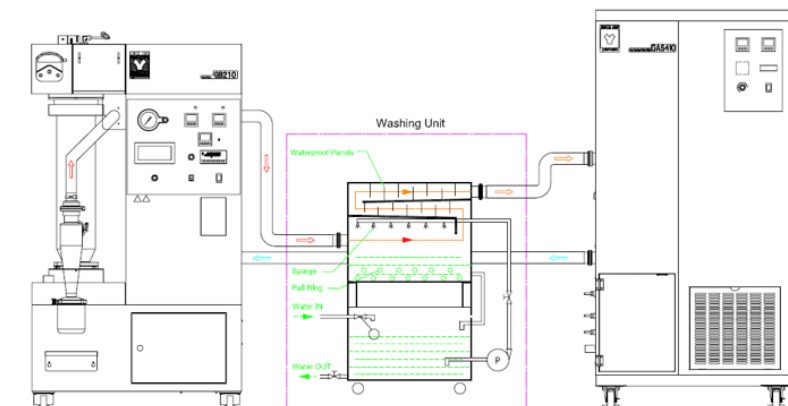 GB210
GAS410
Washing Unit
Waterproof Panels
Sparge
Pall Ring
Water IN
Water OUT
P